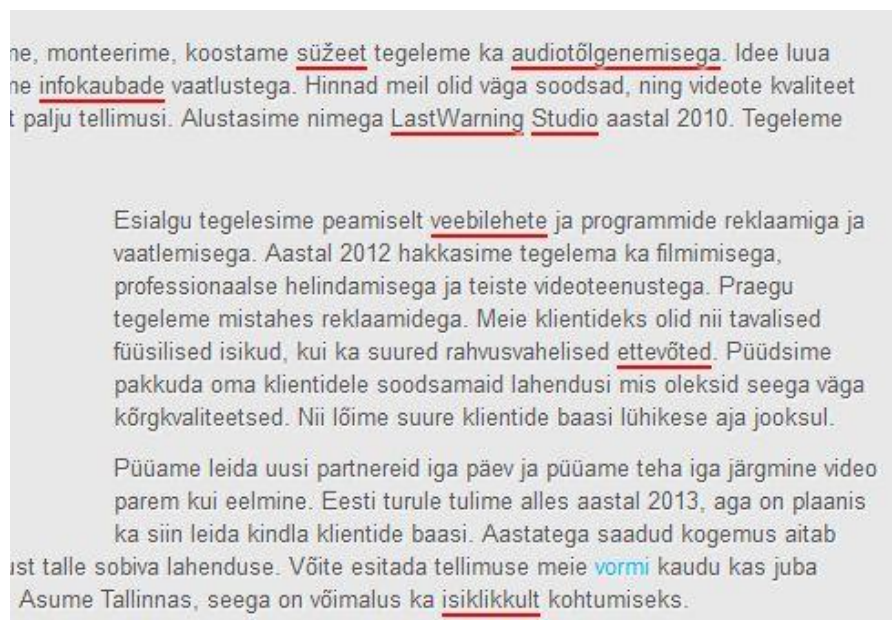 me, monteerime, koostame süžeet tegeleme ka audiotõlgenemisega. Idee luua
infokaubade vaatlustega. Hinnad meil olid väga soodsad, ning videote kvaliteet
t palju tellimusi. Alustasime nimega LastWarning Studio aastal 2010. Tegeleme
Esialgu tegelesime peamiselt veebilehete ja programmide reklaamiga ja
vaatlemisega. Aastal 2012 hakkasime tegelema ka filmimisega,
professionaalse helindamisega ja teiste videoteenustega. Praegu
tegeleme mistahes reklaamidega. Meie klientideks olid nii tavalised
füüsilised isikud, kui ka suured rahvusvahelised ettevõted. Püüdsime
pakkuda oma klientidele soodsamaid lahendusi mis oleksid seega väga
kõrgkvaliteetsed. Nii lõime suure klientide baasi lühikese aja jooksul.
Püüame leida uusi partnereid iga päev ja püüame teha iga järgmine video
parem kui eelmine. Eesti turule tulime alles aastal 2013, aga on plaanis
ka siin leida kindla klientide baasi. Aastatega saadud kogemus aitab
ust talle sobiva lahenduse. Võite esitada tellimuse meie vormi kaudu kas juba
Asume Tallinnas, seega on võimalus ka isiklikkult kohtumiseks.